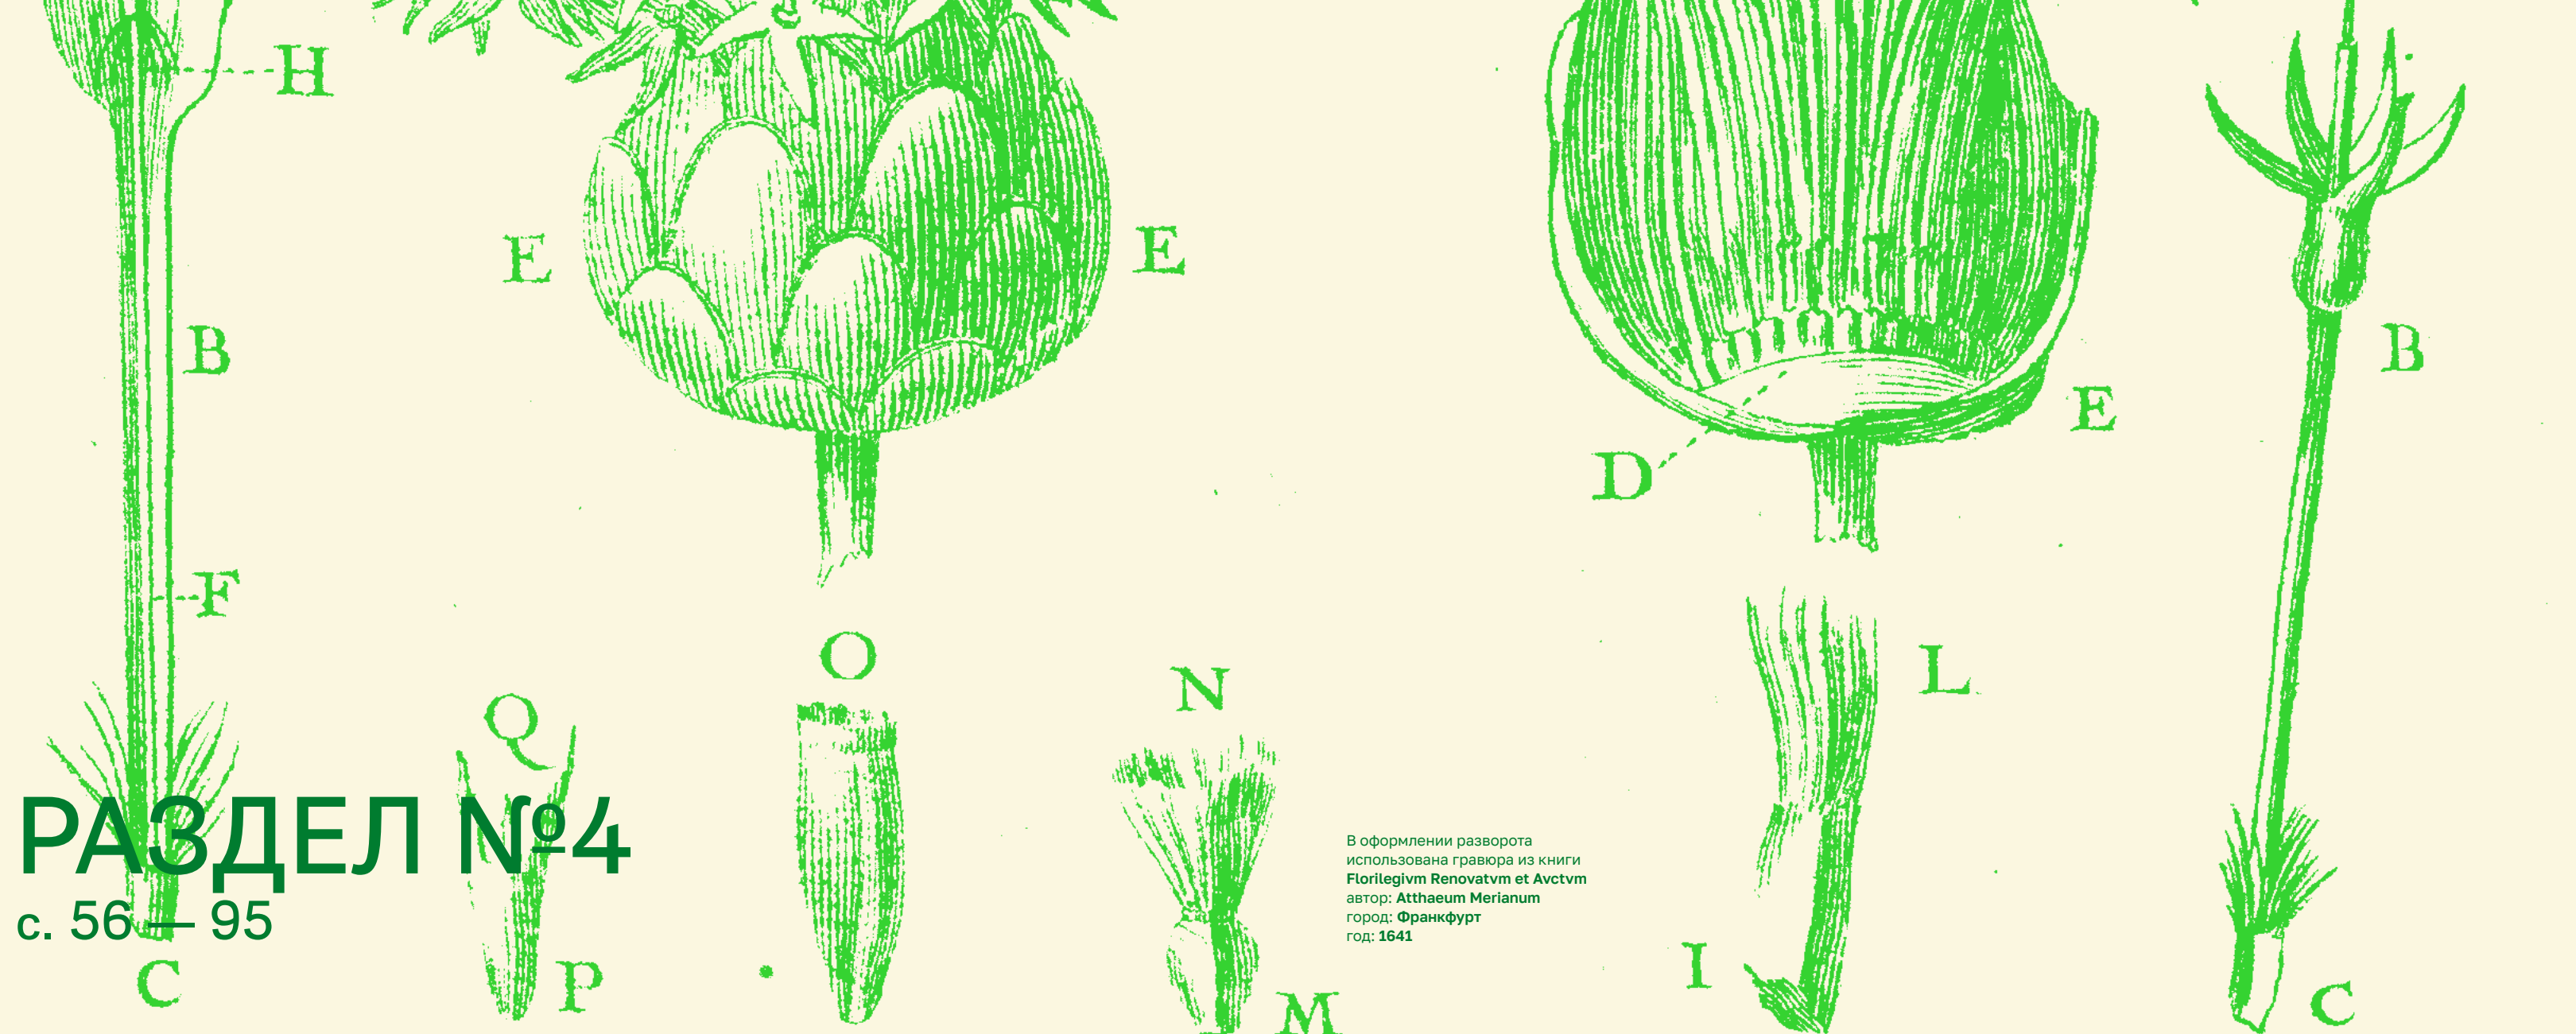 H
E
E
B
B
E
D
F
O
N
L
Q
РАЗДЕЛ №4
с. 56 — 95
В оформлении разворота
использована гравюра из книги
Florilegivm Renovatvm et Avctvm
автор: Atthaeum Merianum
город: Франкфурт
год: 1641
C
P
M
I
C